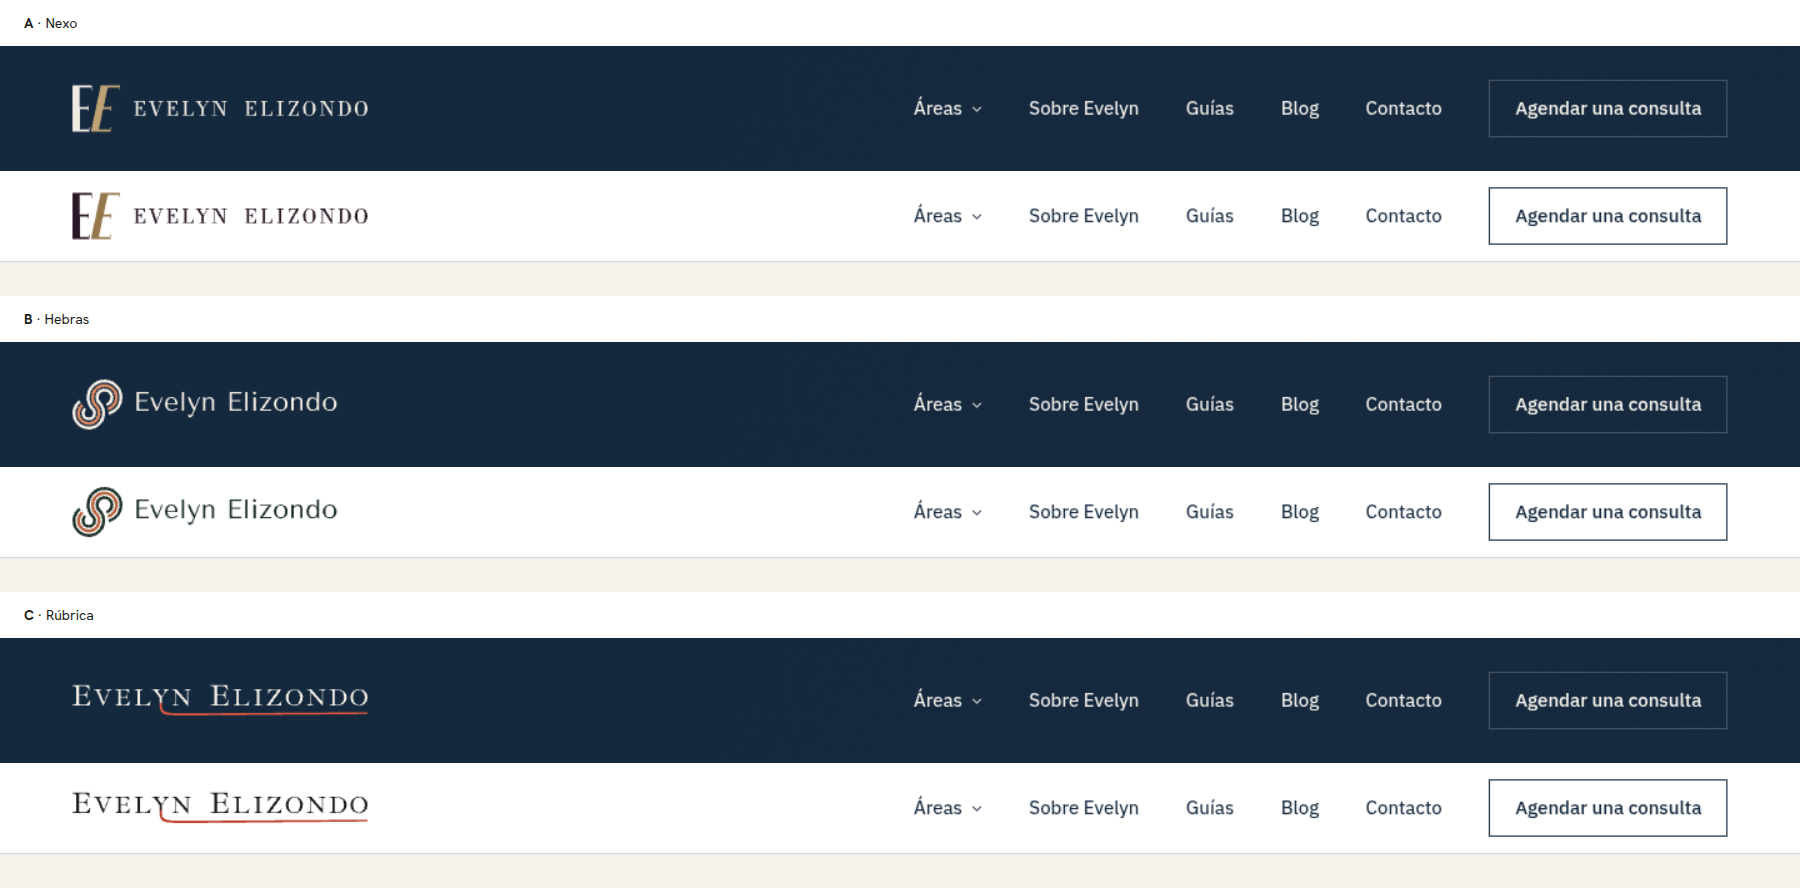 A · Nexo
EE EVELYN ELIZONDO Áreas Sobre Evelyn Guías Blog Contacto Agendar una consulta
EE EVELYN ELIZONDO Áreas Sobre Evelyn Guías Blog Contacto Agendar una consulta
B · Hebras
Evelyn Elizondo Áreas Sobre Evelyn Guías Blog Contacto Agendar una consulta
Evelyn Elizondo Áreas Sobre Evelyn Guías Blog Contacto Agendar una consulta
C · Rúbrica
EVELYN ELIZONDO Áreas Sobre Evelyn Guías Blog Contacto Agendar una consulta
EVELYN ELIZONDO Áreas Sobre Evelyn Guías Blog Contacto Agendar una consulta